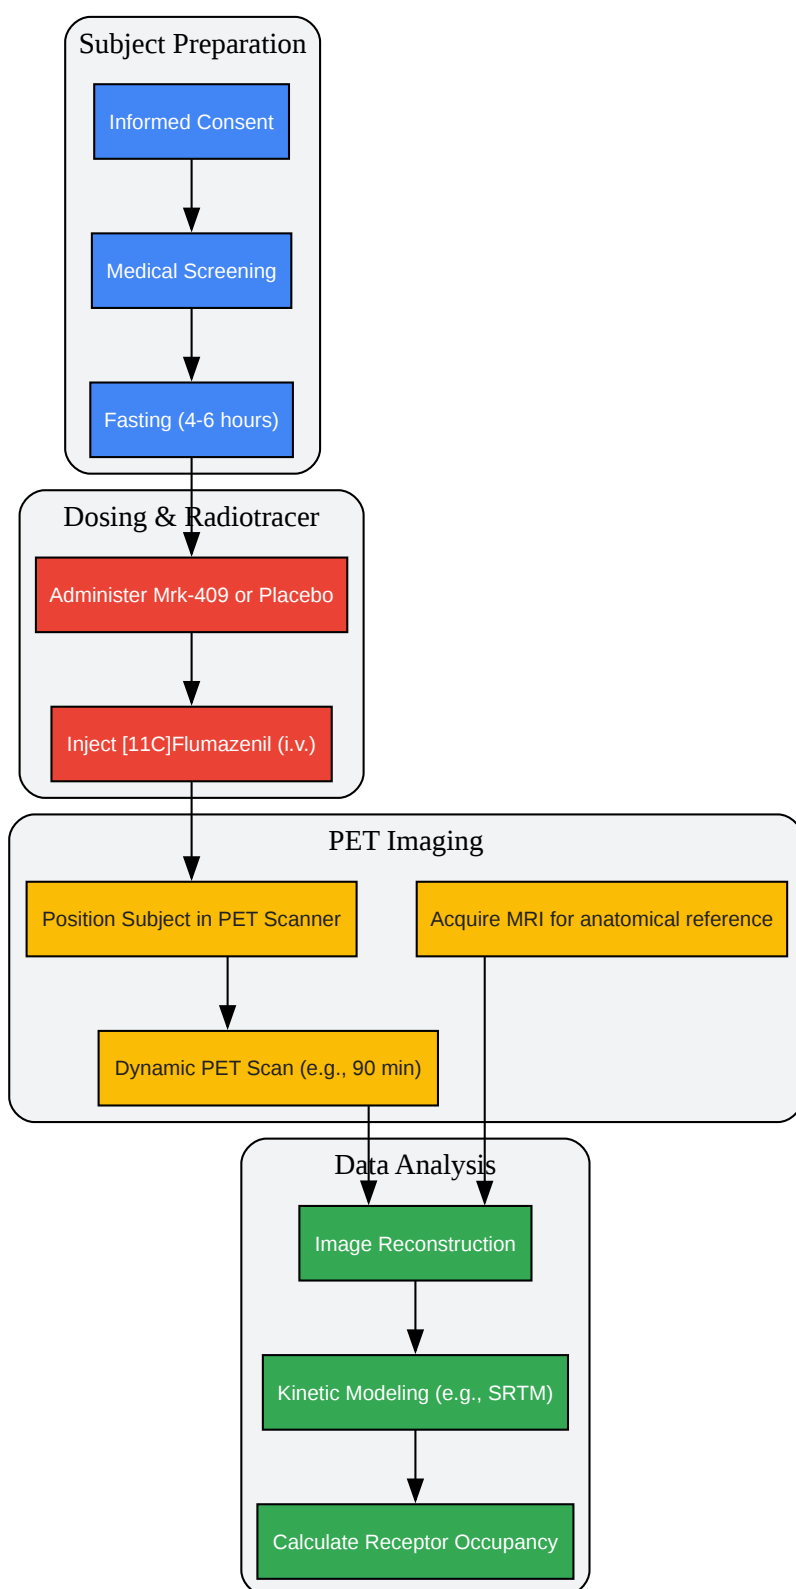 Subject Preparation
Informed Consent
Medical Screening
Fasting (4-6 hours)
Dosing & Radiotracer
Administer Mrk-409 or Placebo
Inject [11C]Flumazenil (i.v.)
PET Imaging
Position Subject in PET Scanner
Acquire MRI for anatomical reference
Dynamic PET Scan (e.g., 90 min)
Data Analysis
Image Reconstruction
Kinetic Modeling (e.g., SRTM)
Calculate Receptor Occupancy